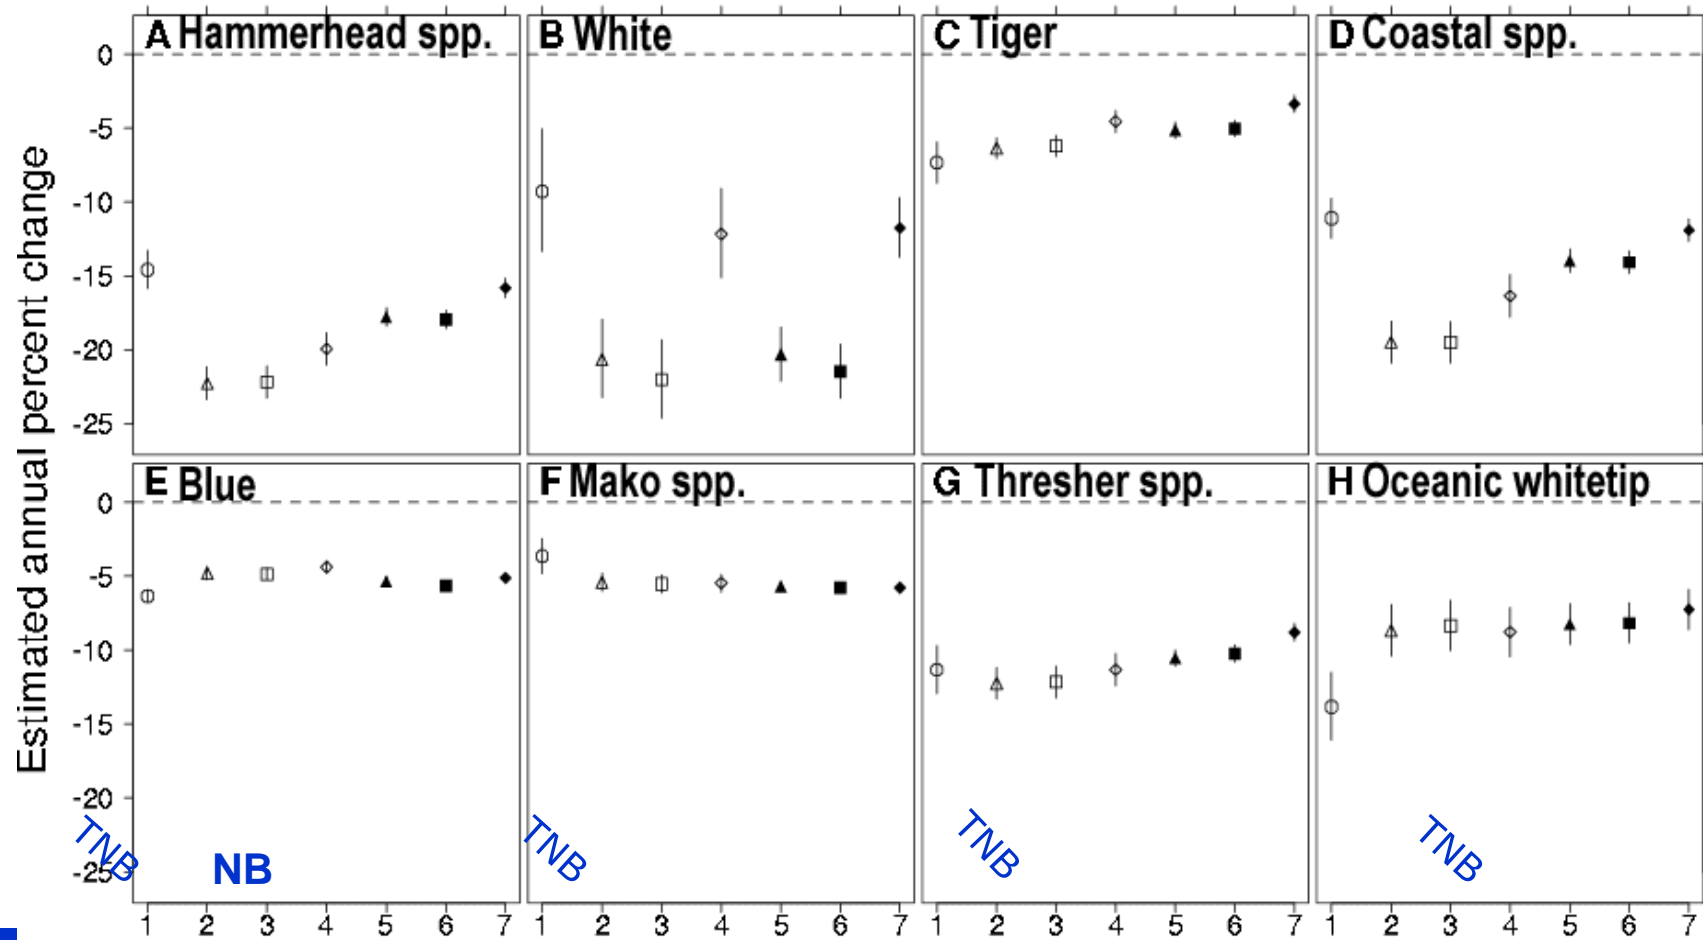 Estimated annual percent change
A Hammerhead spp.
B White
C Tiger
D Coastal spp.
0
-5
-10
-15
-20
-25
E Blue
F Mako spp.
G Thresher spp.
H Oceanic whitetip
0
-5
-10
-15
-20
-25
TNB
NB
TNB
TNB
TNB
1 2 3 4 5 6 7
1 2 3 4 5 6 7
1 2 3 4 5 6 7
1 2 3 4 5 6 7